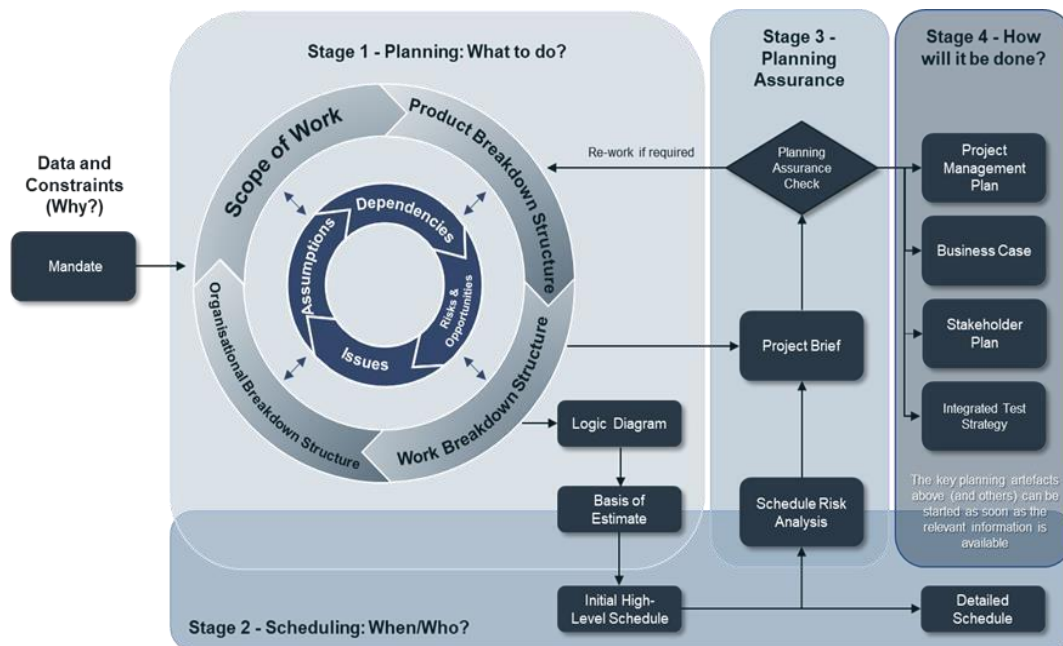 Stage 1 - Planning: What to do?
Stage 3 -
Planning
Assurance
Stage 4 - How
will it be done?
Data and
Constraints
(Why?)
Mandate
Scope of Work
Product Breakdown Structure
Work Breakdown Structure
Organisational Breakdown Structure
Dependencies
Risks &
Opportunities
Issues
Assumptions
Re-work if required
Planning
Assurance
Check
Project
Management
Plan
Business Case
Stakeholder
Plan
Integrated Test
Strategy
Project Brief
Logic Diagram
Basis of
Estimate
Schedule Risk
Analysis
The key planning artefacts
above (and others) can be
started as soon as the
relevant information is
available
Initial High-
Level Schedule
Detailed
Schedule
Stage 2 - Scheduling: When/Who?